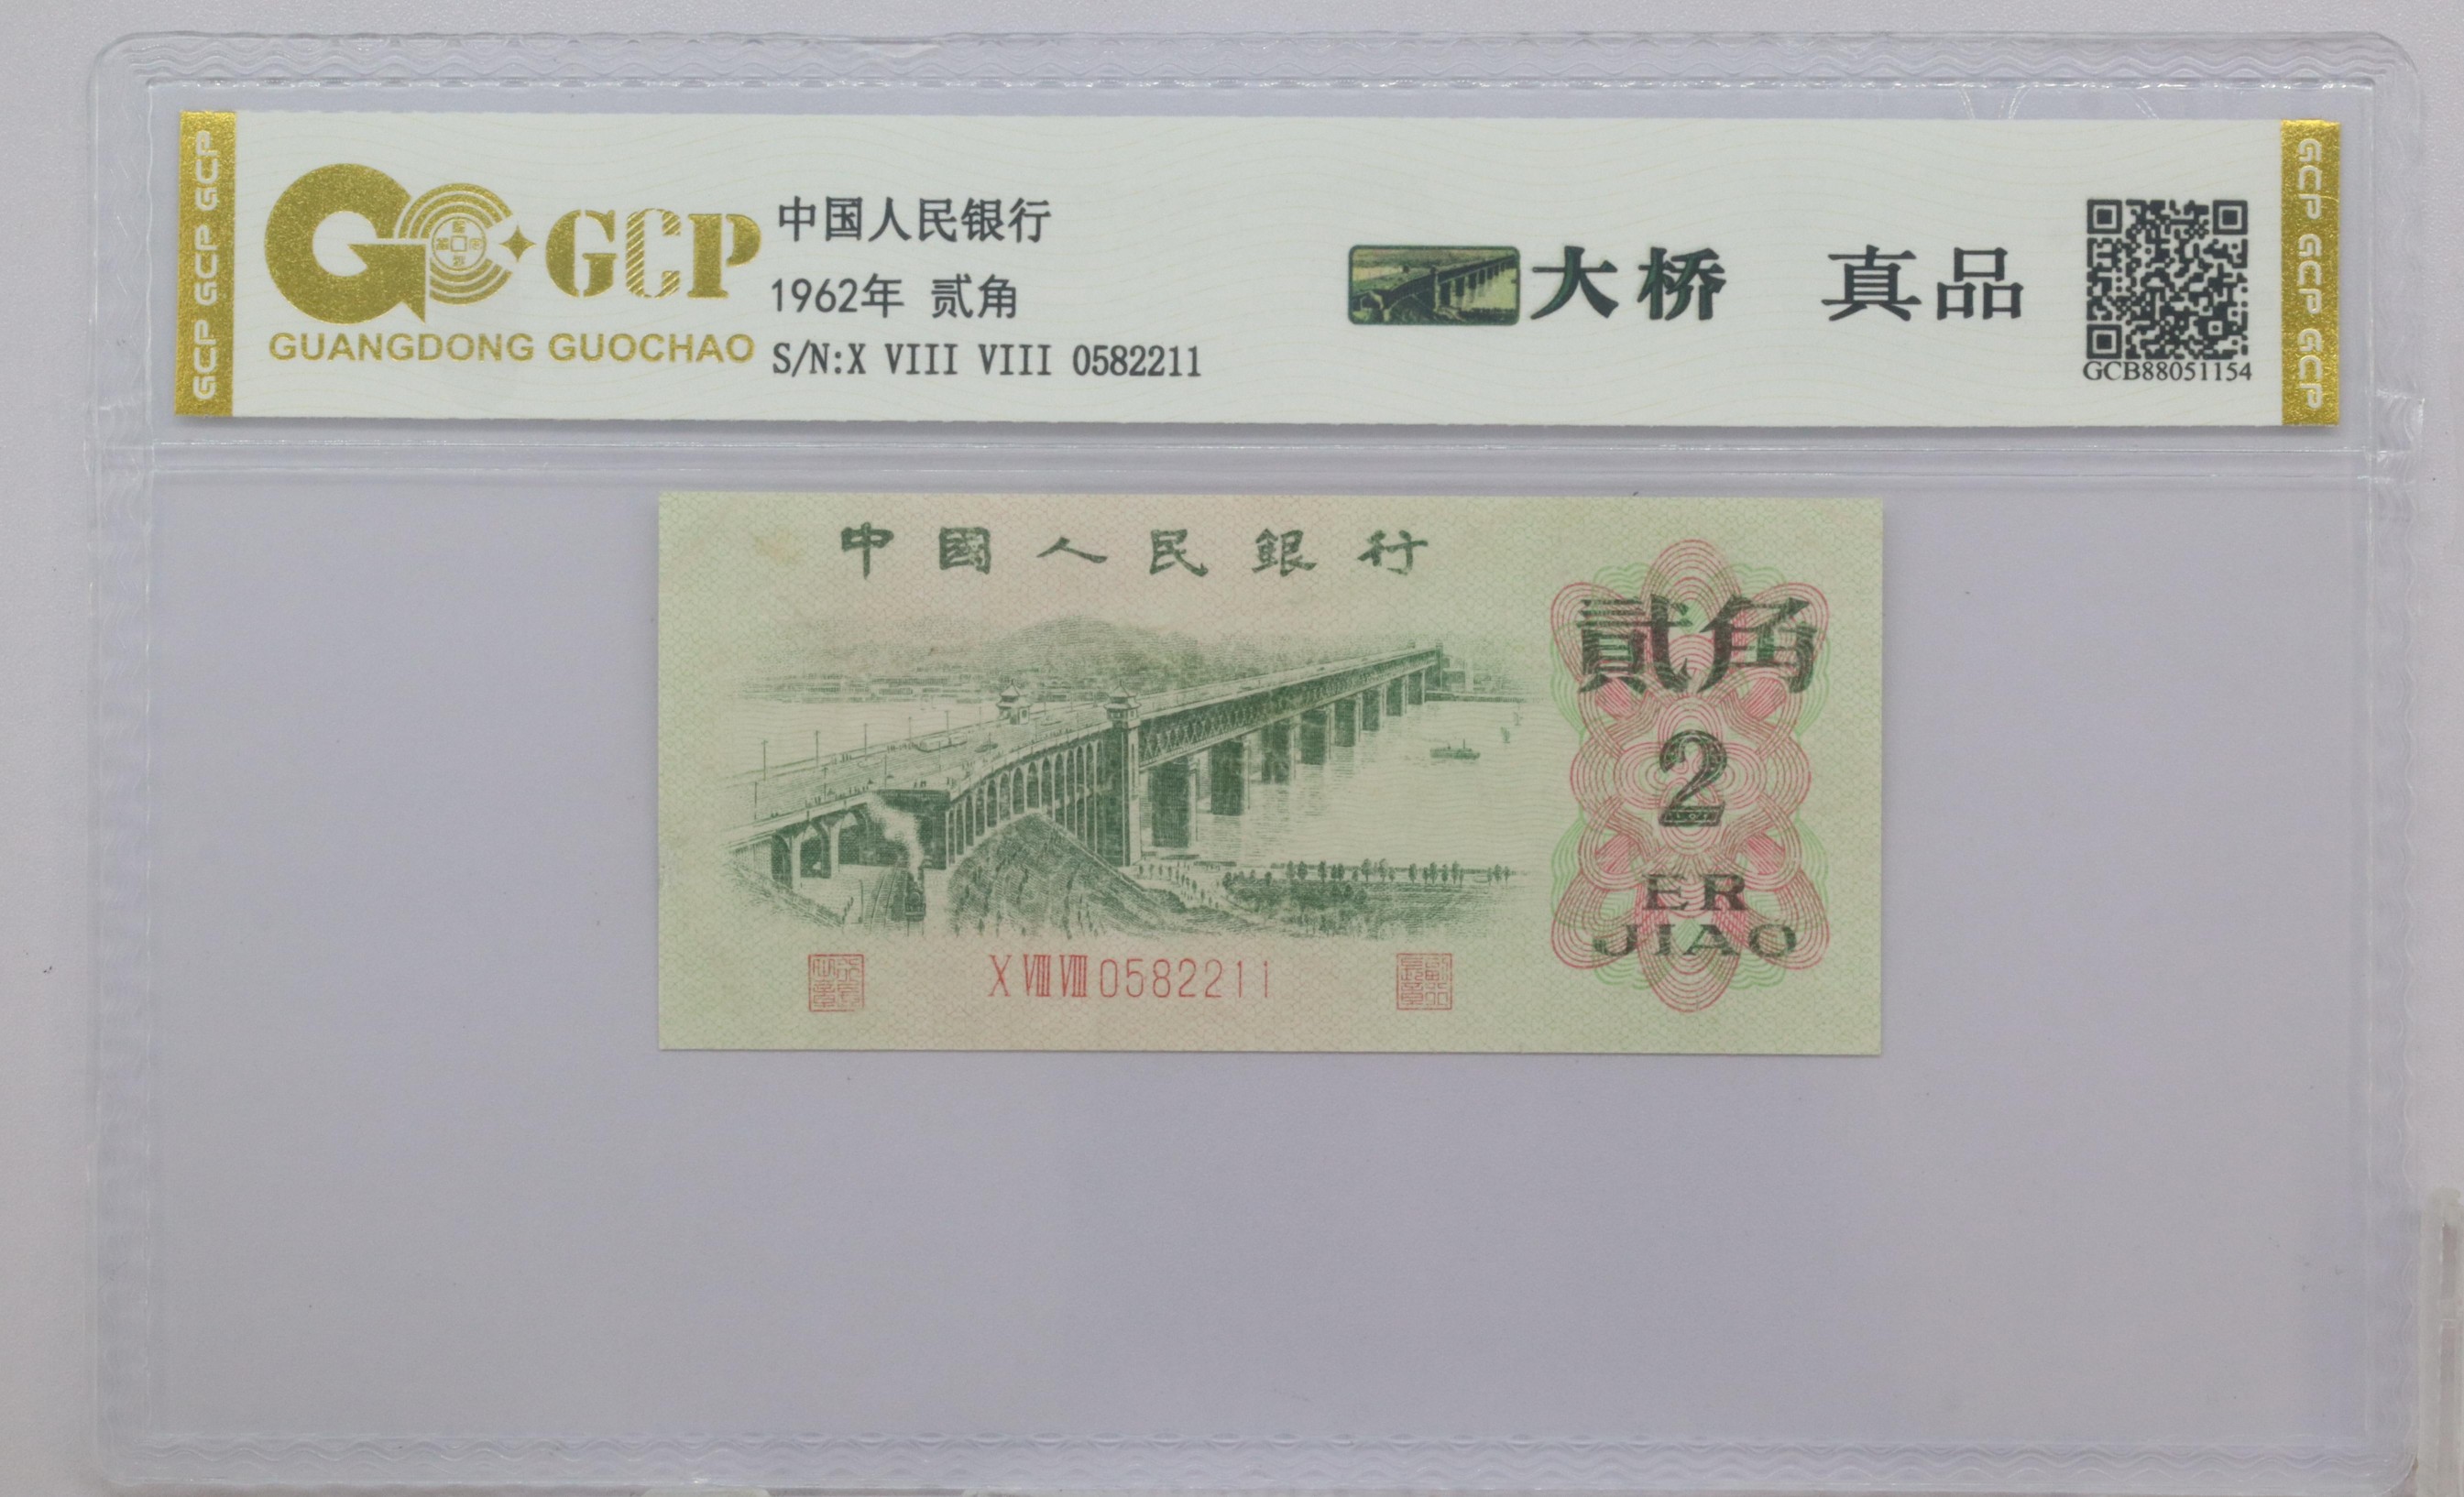 GCP GCP GCP
GCP
GUANGDONG GUOCHAO
中国人民银行
1962年 贰角
S/N:X VIII VIII 0582211
大桥 真品
GCB88051154
GCP GCP GCP
中國人民銀行
貳角
2
ER
JIAO
X VIII VIII 0582211